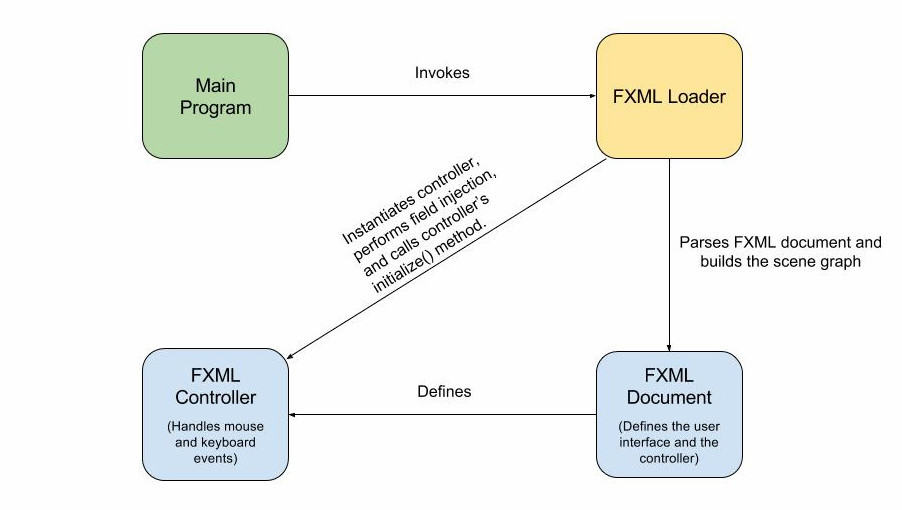 Main
Program
Invokes
FXML Loader
Instantiates controller,
performs field injection,
and calls controller's
initialize() method.
Parses FXML document and
builds the scene graph
FXML
Controller
(Handles mouse
and keyboard
events)
Defines
FXML
Document
(Defines the user
interface and the
controller)